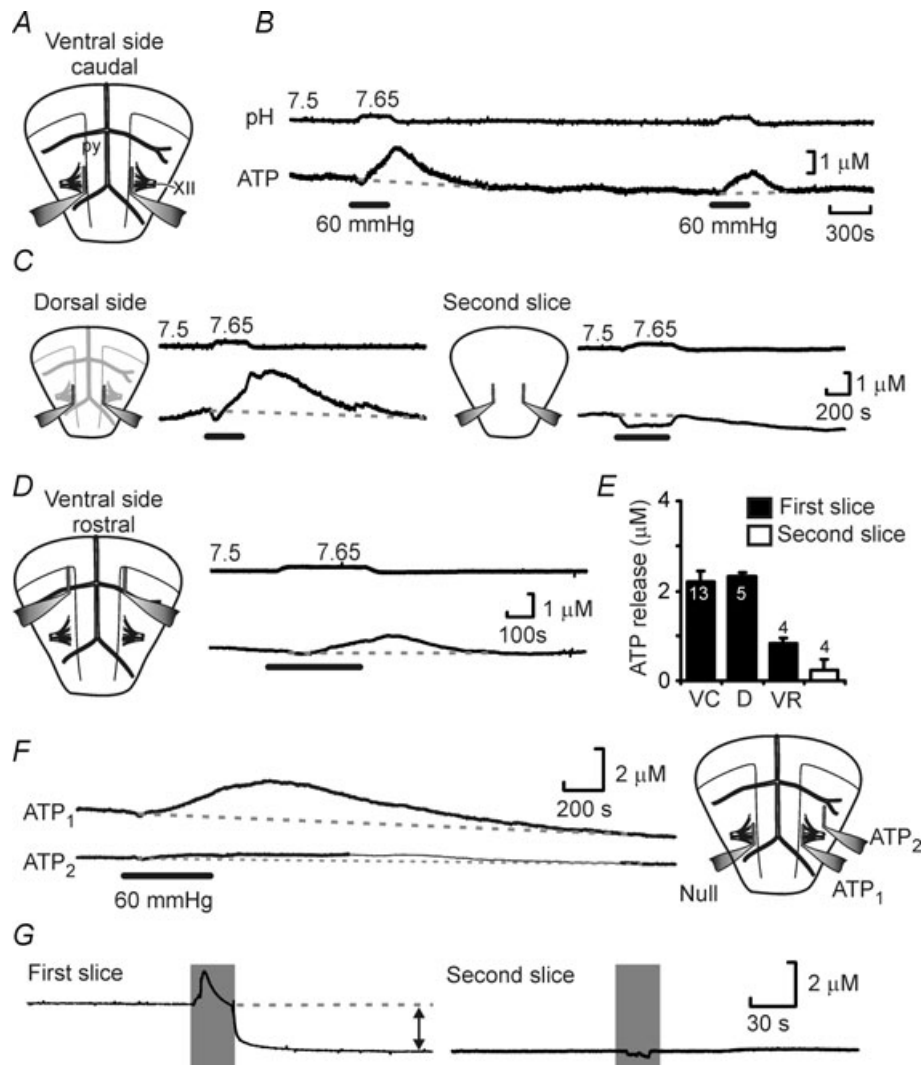 A
Ventral side
caudal
py
XII
B
7.5 7.65
pH
ATP
1 µM
60 mmHg 60 mmHg
300s
C
Dorsal side
7.5 7.65
Second slice
7.5 7.65
1 µM
200 s
D
Ventral side
rostral
7.5 7.65
1 µM
100s
E
ATP release (µM)
4
2
0
First slice
Second slice
13 5 4 4
VC D VR
F
ATP1
ATP2
60 mmHg
2 µM
200 s
Null
ATP2
ATP1
G
First slice
Second slice
2 µM
30 s